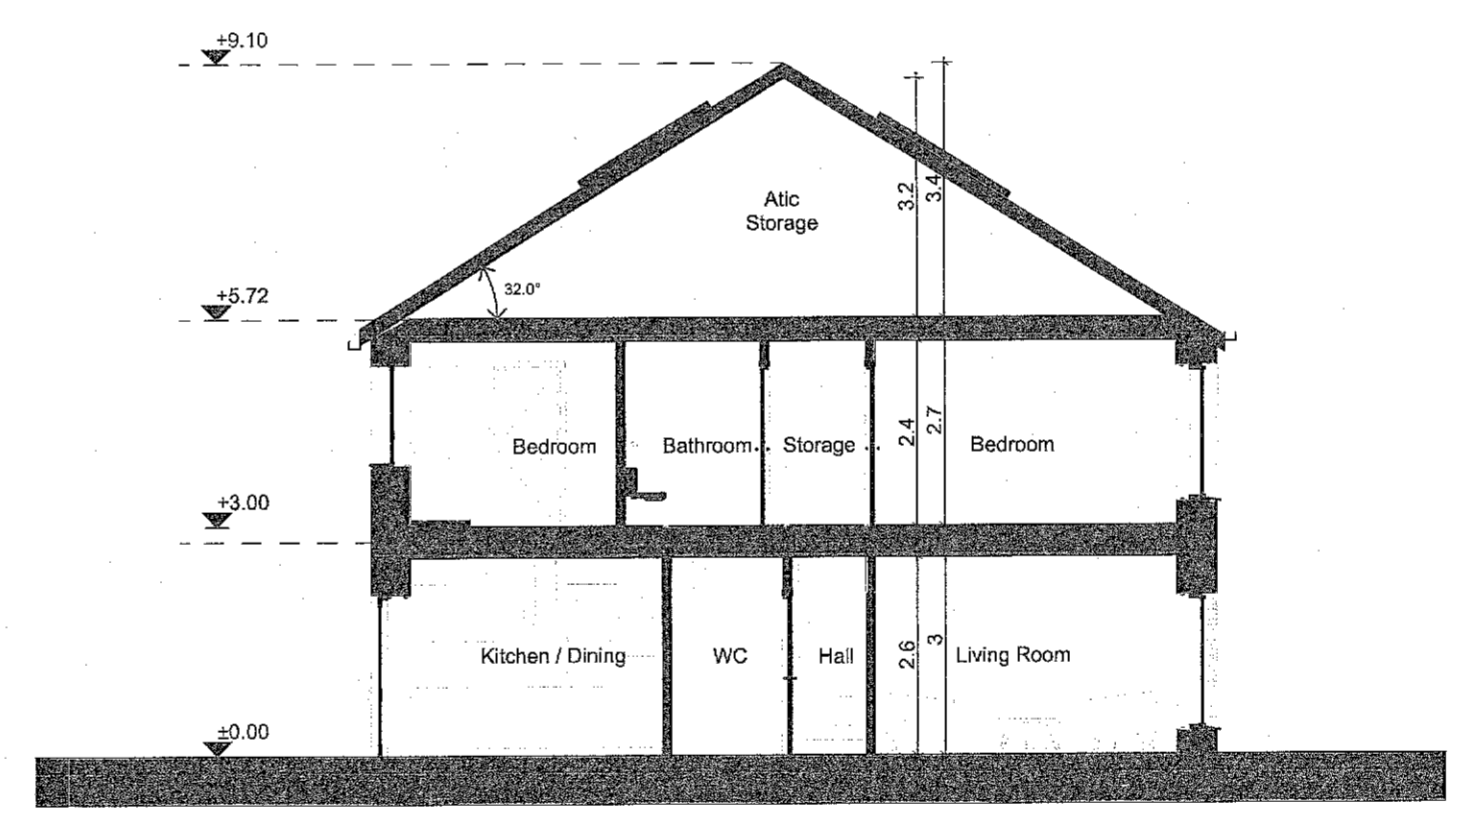 +9.10
3.2
3.4
Atic
Storage
32.0°
+5.72
2.4
2.7
Bedroom
Bathroom
Storage
Bedroom
+3.00
2.6
3
Kitchen / Dining
WC
Hall
Living Room
±0.00